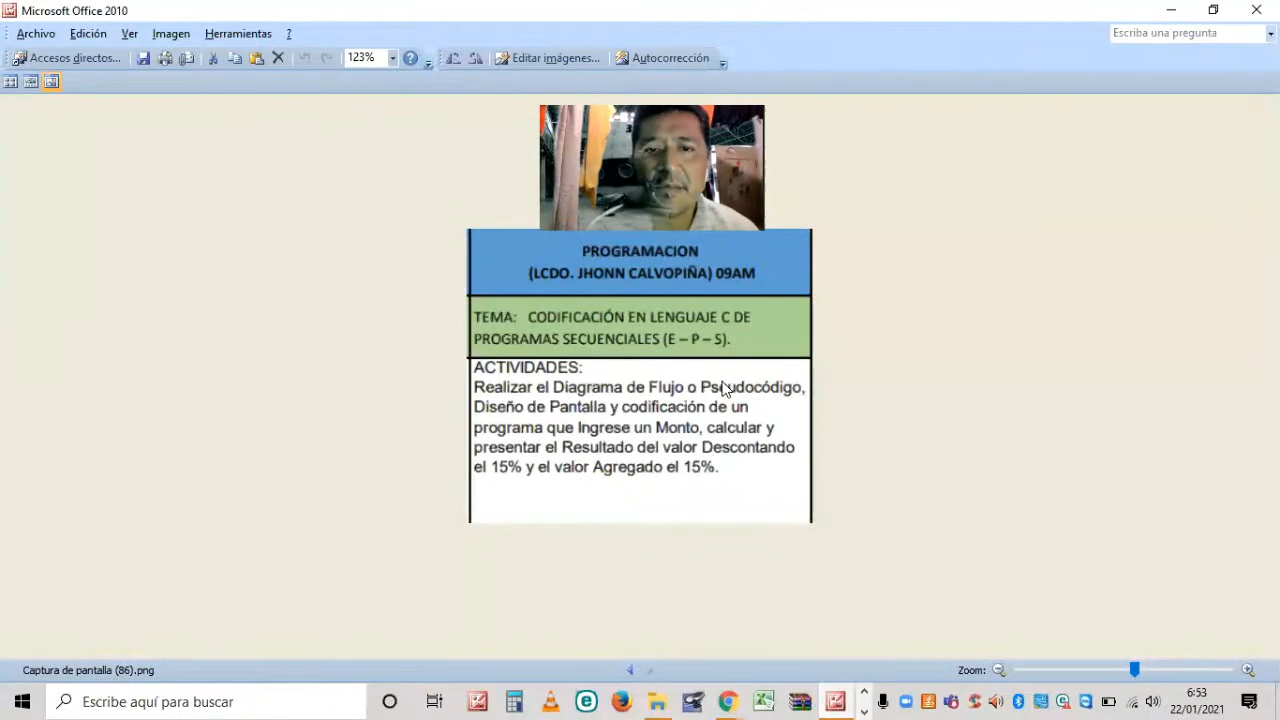 Microsoft Office 2010
Archivo Edición Ver Imagen Herramientas ?
Escriba una pregunta
Accesos directos...
123%
Editar imágenes...
Autocorrección
PROGRAMACION
(LCDO. JHONN CALVOPIÑA) 09AM
TEMA: CODIFICACIÓN EN LENGUAJE C DE
PROGRAMAS SECUENCIALES (E – P – S).
ACTIVIDADES:
Realizar el Diagrama de Flujo o Pseudocódigo,
Diseño de Pantalla y codificación de un
programa que Ingrese un Monto, calcular y
presentar el Resultado del valor Descontando
el 15% y el valor Agregado el 15%.
Captura de pantalla (86).png
Zoom:
Escribe aquí para buscar
6:53
22/01/2021